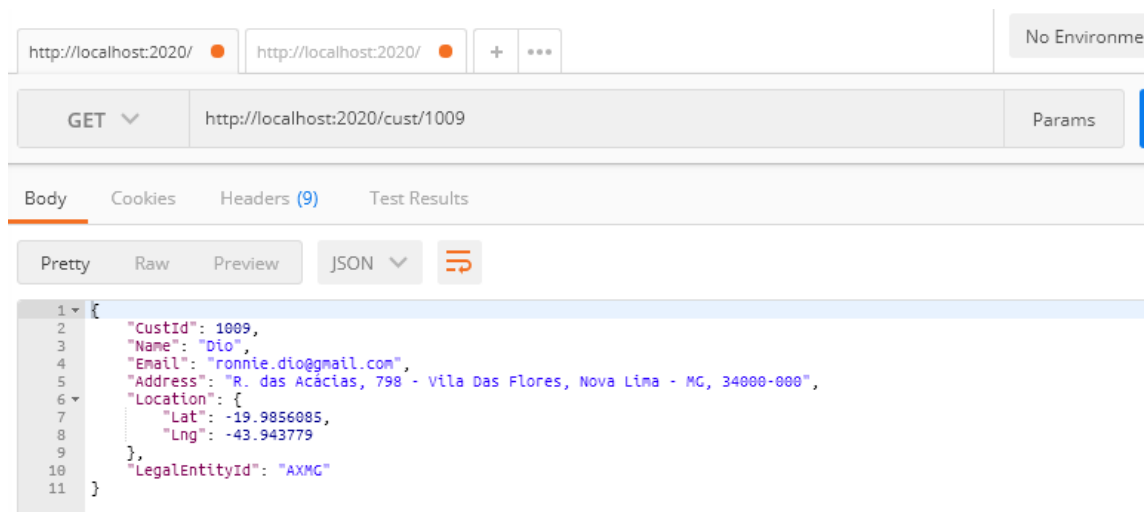 http://localhost:2020/ http://localhost:2020/ + ••• No Environme
GET http://localhost:2020/cust/1009 Params
Body Cookies Headers (9) Test Results
Pretty Raw Preview JSON
1 {
2 "CustId": 1009,
3 "Name": "Dio",
4 "Email": "ronnie.dio@gmail.com",
5 "Address": "R. das Acácias, 798 - Vila Das Flores, Nova Lima - MG, 34000-000",
6 "Location": {
7 "Lat": -19.9856085,
8 "Lng": -43.943779
9 },
10 "LegalEntityId": "AXMG"
11 }